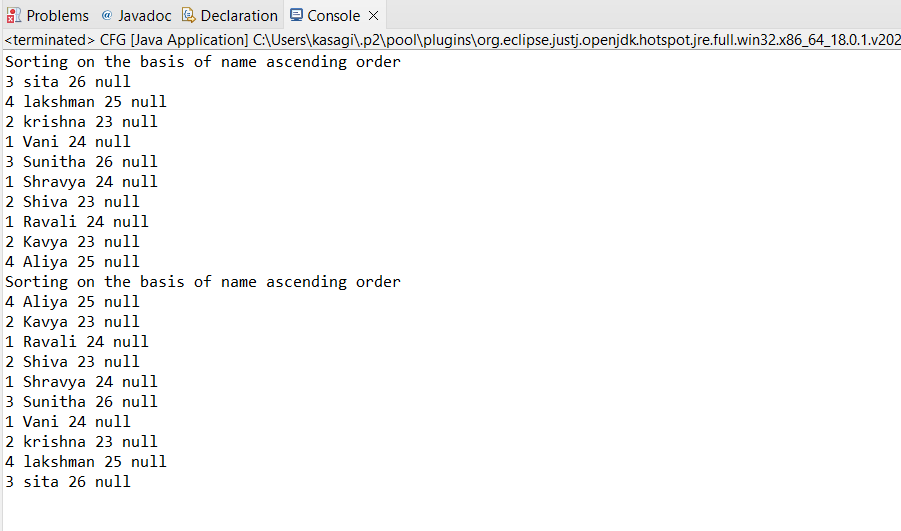 Problems @ Javadoc Declaration Console
<terminated> CFG [Java Application] C:\Users\kasagi\.p2\pool\plugins\org.eclipse.justj.openjdk.hotspot.jre.full.win32.x86_64_18.0.1.v202
Sorting on the basis of name ascending order
3 sita 26 null
4 lakshman 25 null
2 krishna 23 null
1 Vani 24 null
3 Sunitha 26 null
1 Shravya 24 null
2 Shiva 23 null
1 Ravali 24 null
2 Kavya 23 null
4 Aliya 25 null
Sorting on the basis of name ascending order
4 Aliya 25 null
2 Kavya 23 null
1 Ravali 24 null
2 Shiva 23 null
1 Shravya 24 null
3 Sunitha 26 null
1 Vani 24 null
2 krishna 23 null
4 lakshman 25 null
3 sita 26 null